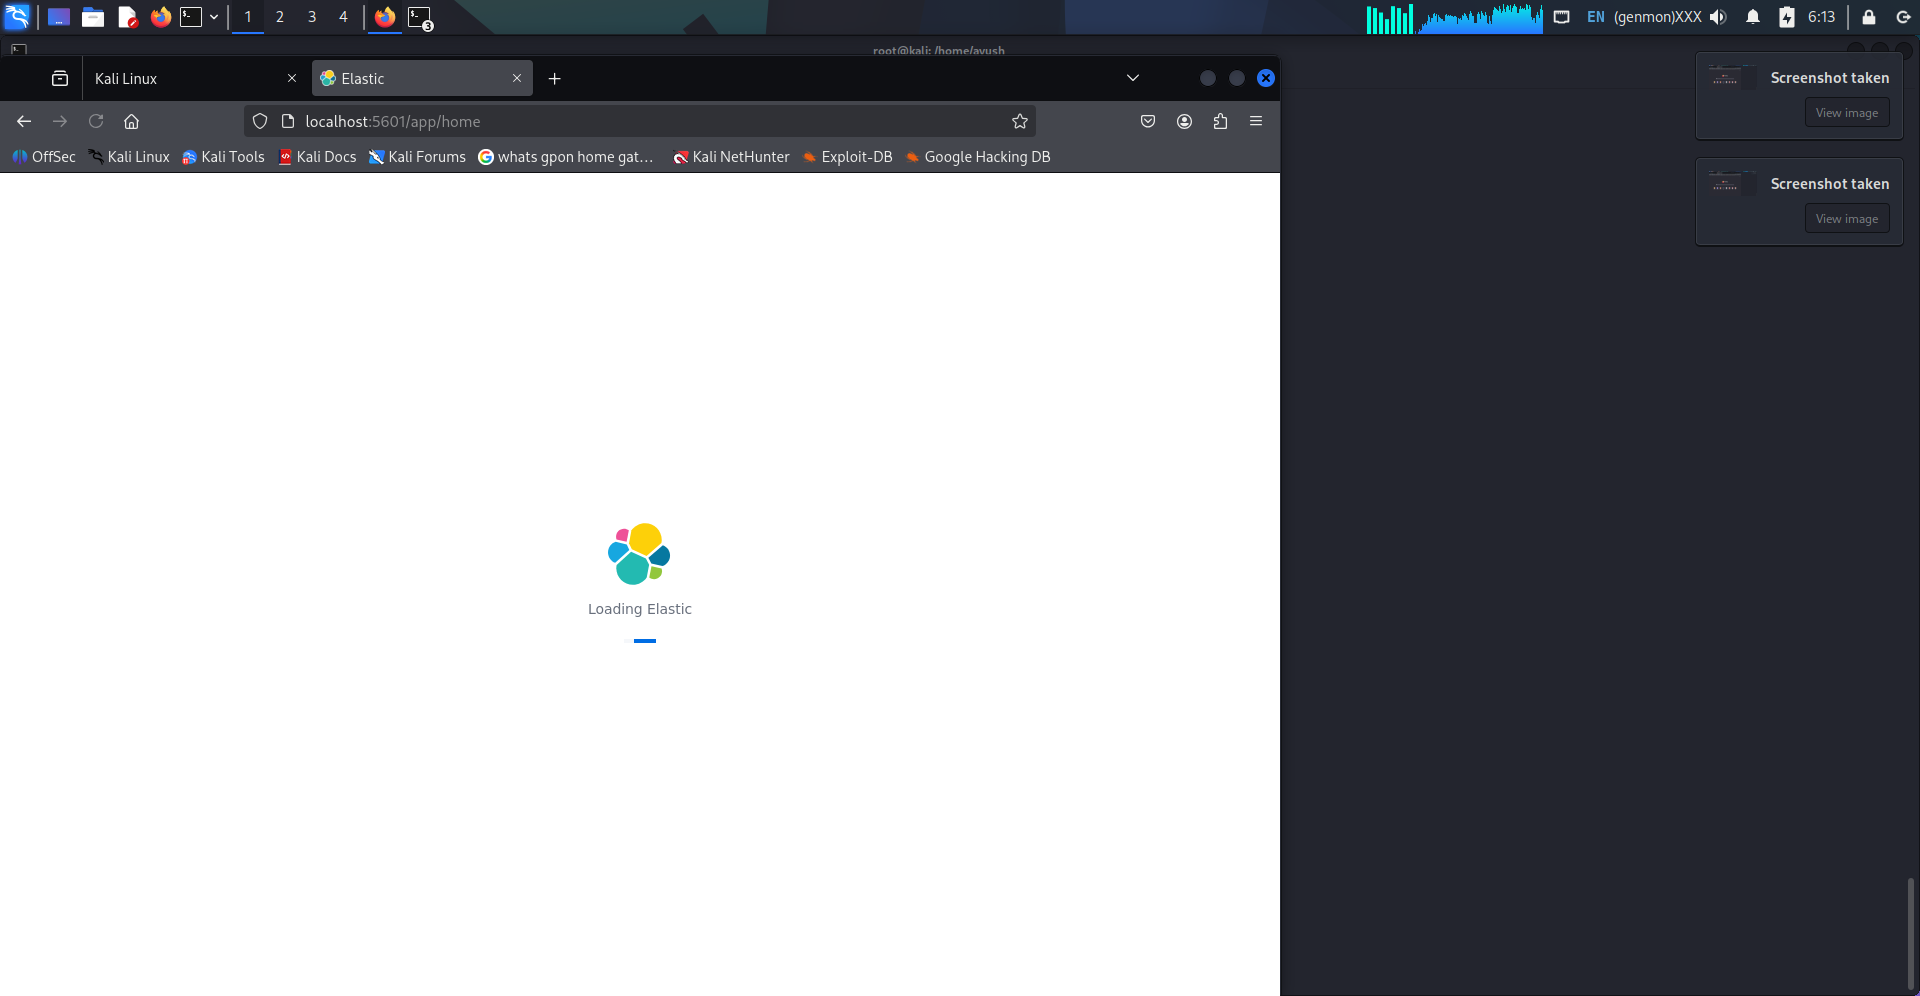 1 2 3 4 3 EN (genmon)XXX 6:13
root@kali: /home/ayush
Kali Linux Elastic
localhost:5601/app/home
OffSec Kali Linux Kali Tools Kali Docs Kali Forums whats gpon home gat… Kali NetHunter Exploit-DB Google Hacking DB
Screenshot taken
View image
Screenshot taken
View image
Loading Elastic